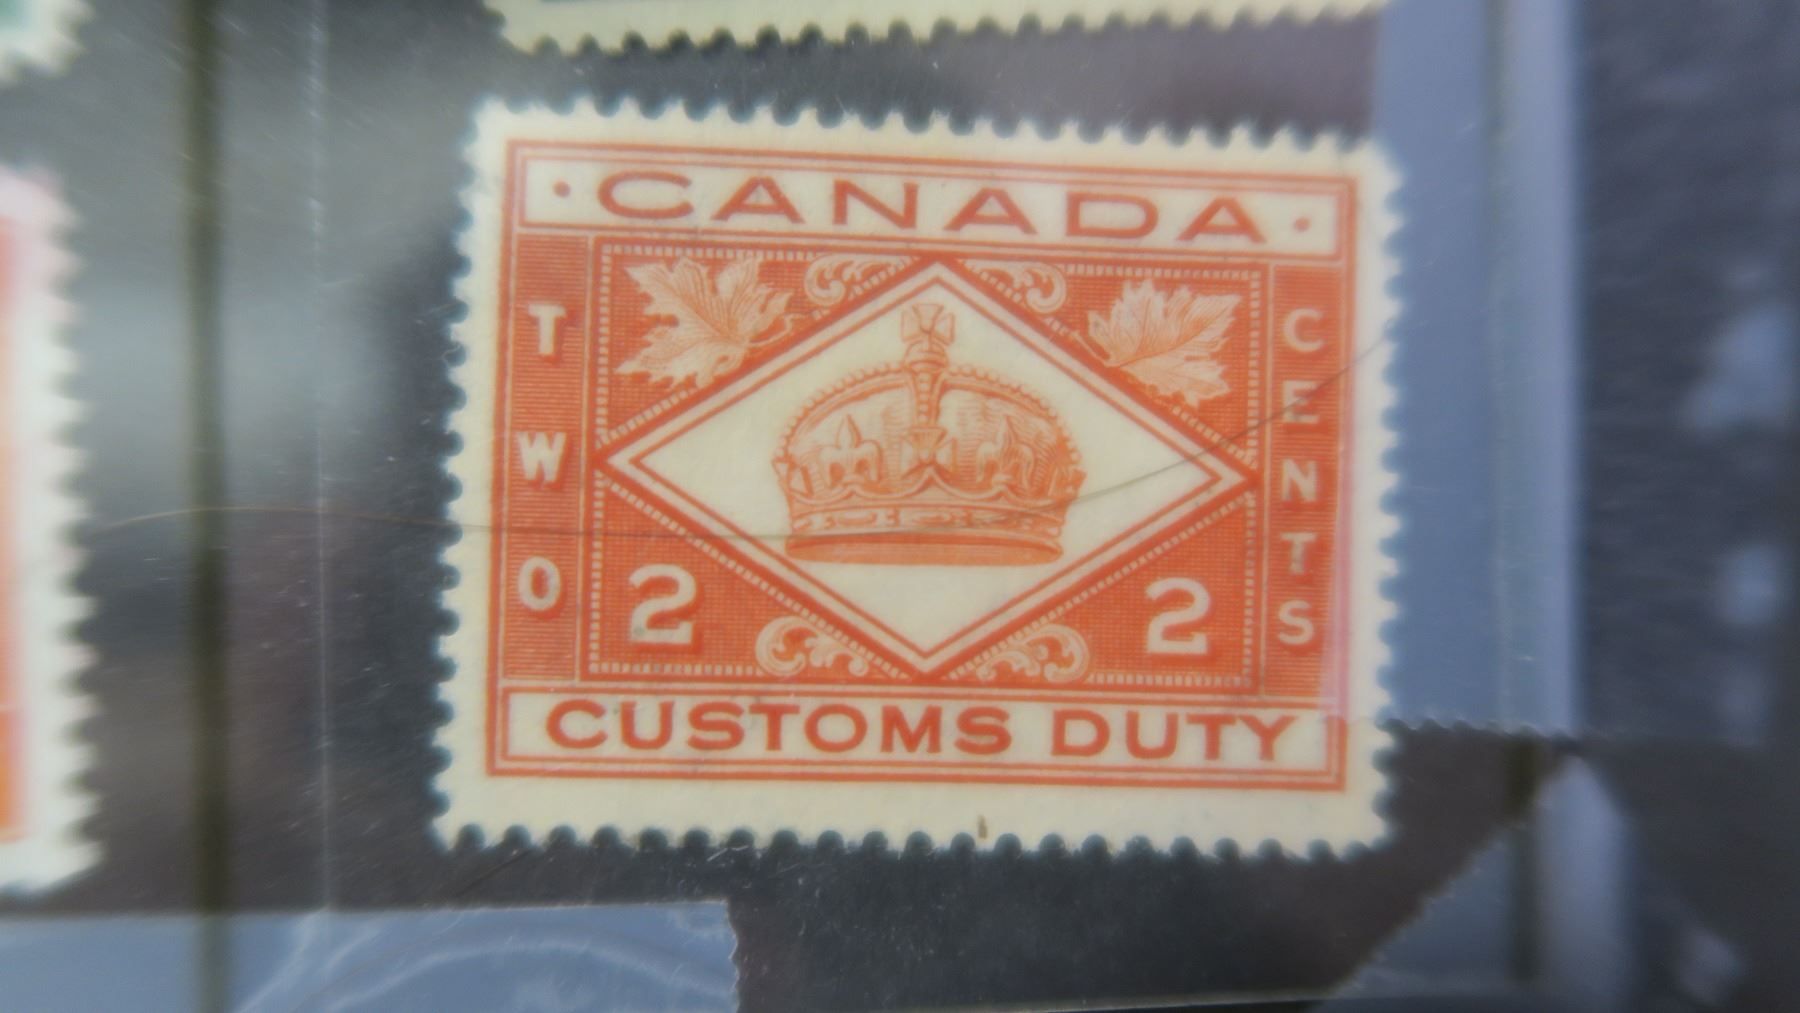 · CANADA ·
TWO
CENTS
2 2
CUSTOMS DUTY